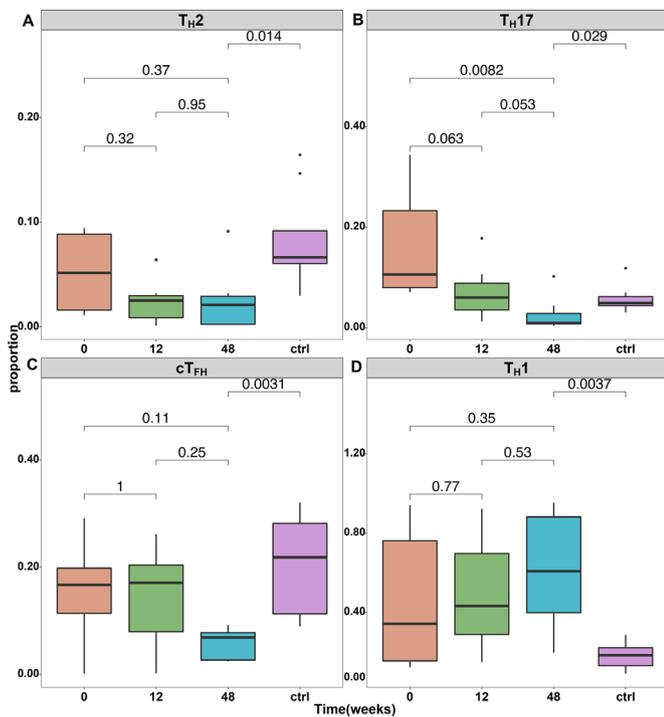 A
T_H2
0.014
0.37
0.95
0.32
0.20
0.10
0.00
0
12
48
ctrl
B
T_H17
0.029
0.0082
0.053
0.063
0.40
0.20
0.00
0
12
48
ctrl
proportion
C
cT_FH
0.0031
0.11
0.25
1
0.40
0.20
0.00
0
12
48
ctrl
D
T_H1
0.0037
0.35
0.53
0.77
1.20
0.80
0.40
0.00
0
12
48
ctrl
Time(weeks)